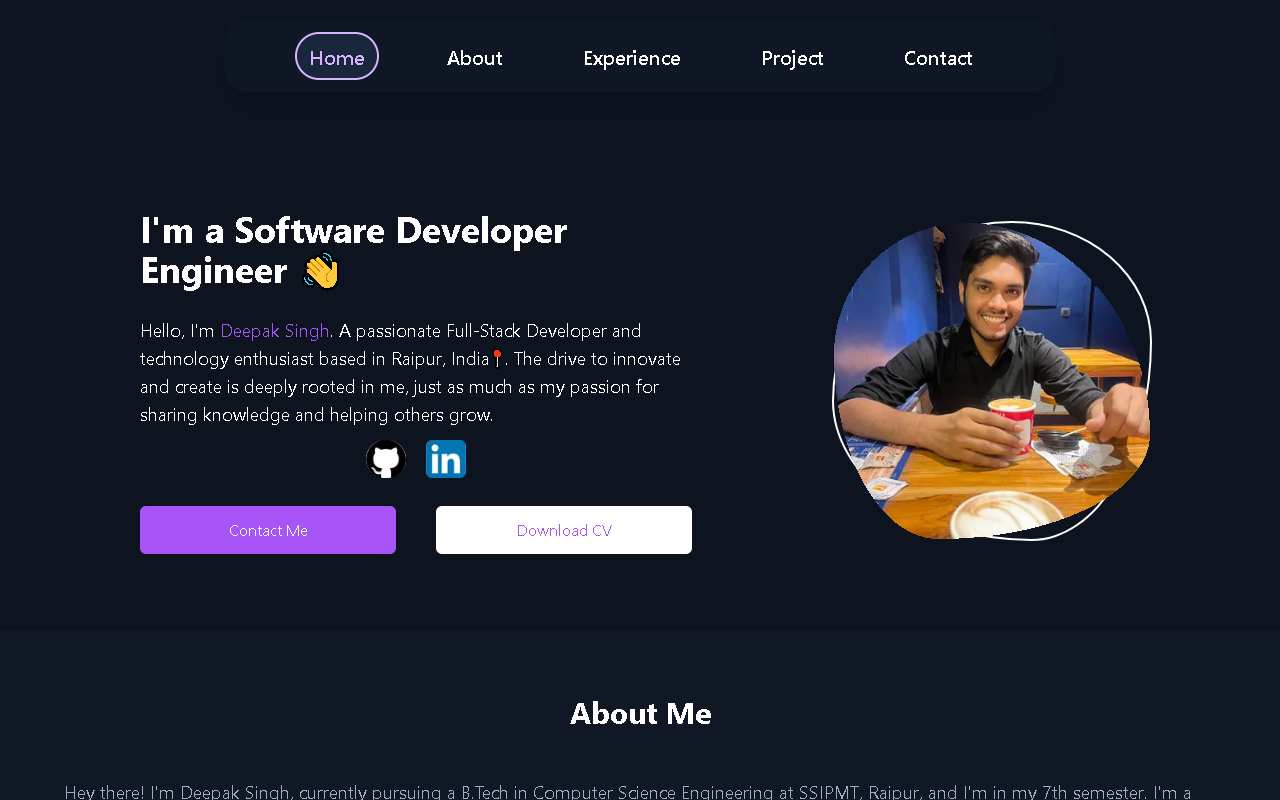 Home About Experience Project Contact
I'm a Software Developer
Engineer 👋
Hello, I'm Deepak Singh. A passionate Full-Stack Developer and
technology enthusiast based in Raipur, India📍. The drive to innovate
and create is deeply rooted in me, just as much as my passion for
sharing knowledge and helping others grow.
in
Contact Me Download CV
About Me
Hey there! I'm Deepak Singh, currently pursuing a B.Tech in Computer Science Engineering at SSIPMT, Raipur, and I'm in my 7th semester. I'm a